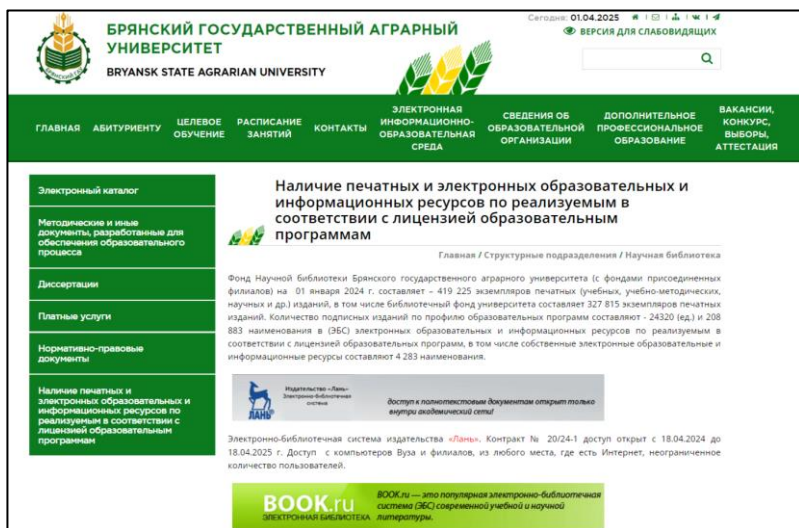 Сегодня: 01.04.2025
БРЯНСКИЙ ГОСУДАРСТВЕННЫЙ АГРАРНЫЙ
УНИВЕРСИТЕТ
BRYANSK STATE AGRARIAN UNIVERSITY
ВЕРСИЯ ДЛЯ СЛАБОВИДЯЩИХ
ГЛАВНАЯ
АБИТУРИЕНТУ
ЦЕЛЕВОЕ
ОБУЧЕНИЕ
РАСПИСАНИЕ
ЗАНЯТИЙ
КОНТАКТЫ
ЭЛЕКТРОННАЯ
ИНФОРМАЦИОННО-
ОБРАЗОВАТЕЛЬНАЯ
СРЕДА
СВЕДЕНИЯ ОБ
ОБРАЗОВАТЕЛЬНОЙ
ОРГАНИЗАЦИИ
ДОПОЛНИТЕЛЬНОЕ
ПРОФЕССИОНАЛЬНОЕ
ОБРАЗОВАНИЕ
ВАКАНСИИ,
КОНКУРС,
ВЫБОРЫ,
АТТЕСТАЦИЯ
Электронный каталог
Методические и иные
документы, разработанные для
обеспечения образовательного
процесса
Диссертации
Платные услуги
Нормативно-правовые
документы
Наличие печатных и
электронных образовательных и
информационных ресурсов по
реализуемым в соответствии с
лицензией образовательным
программам
Наличие печатных и электронных образовательных и
информационных ресурсов по реализуемым в
соответствии с лицензией образовательным
программам
Главная / Структурные подразделения / Научная библиотека
Фонд Научной библиотеки Брянского государственного аграрного университета (с фондами присоединенных
филиалов) на 01 января 2024 г. составляет – 419 225 экземпляров печатных (учебных, учебно-методических,
научных и др.) изданий, в том числе библиотечный фонд университета составляет 327 815 экземпляров печатных
изданий. Количество подписных изданий по профилю образовательных программ составляют - 24320 (ед.) и 208
883 наименования в (ЭБС) электронных образовательных и информационных ресурсов по реализуемым в
соответствии с лицензией образовательных программ, в том числе собственные электронные образовательные и
информационные ресурсы составляют 4 283 наименования.
ЛАНЬ
Издательство «Лань»
Электронно-библиотечная
система
доступ к полнотекстовым документам открыт только
внутри академический сети!
Электронно-библиотечная система издательства «Лань». Контракт № 20/24-1 доступ открыт с 18.04.2024 до
18.04.2025 г. Доступ с компьютеров Вуза и филиалов, из любого места, где есть Интернет, неограниченное
количество пользователей.
BOOK.ru
ЭЛЕКТРОННАЯ БИБЛИОТЕКА
BOOK.ru — это популярная электронно-библиотечная
система (ЭБС) современной учебной и научной
литературы.